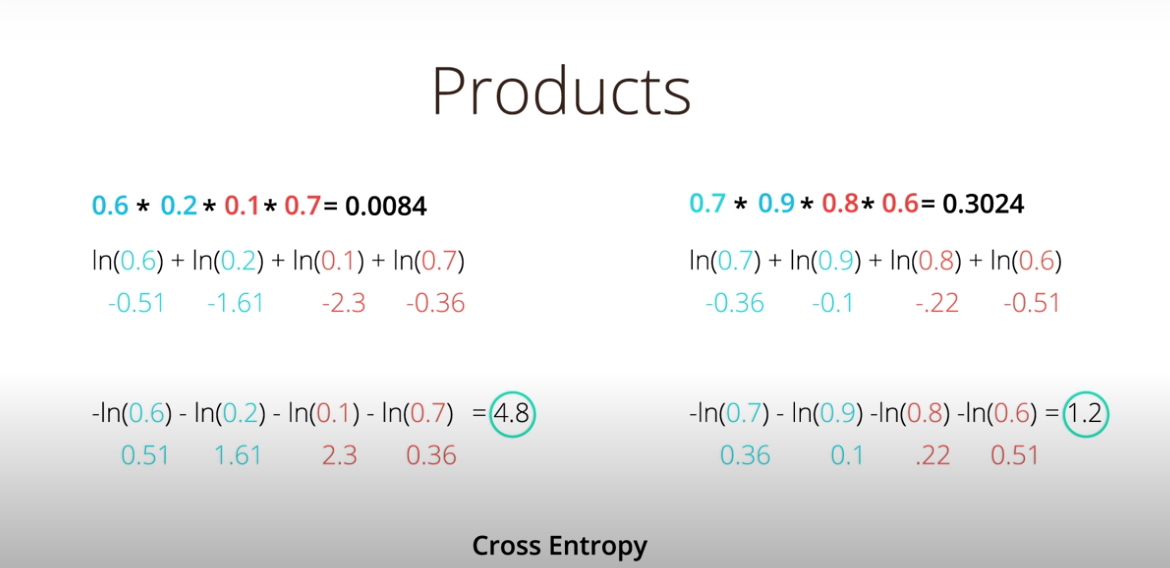 Products
0.6 * 0.2 * 0.1 * 0.7 = 0.0084
ln(0.6) + ln(0.2) + ln(0.1) + ln(0.7)
-0.51 -1.61 -2.3 -0.36
-ln(0.6) - ln(0.2) - ln(0.1) - ln(0.7) = 4.8
0.51 1.61 2.3 0.36
0.7 * 0.9 * 0.8 * 0.6 = 0.3024
ln(0.7) + ln(0.9) + ln(0.8) + ln(0.6)
-0.36 -0.1 -.22 -0.51
-ln(0.7) - ln(0.9) -ln(0.8) -ln(0.6) = 1.2
0.36 0.1 .22 0.51
Cross Entropy